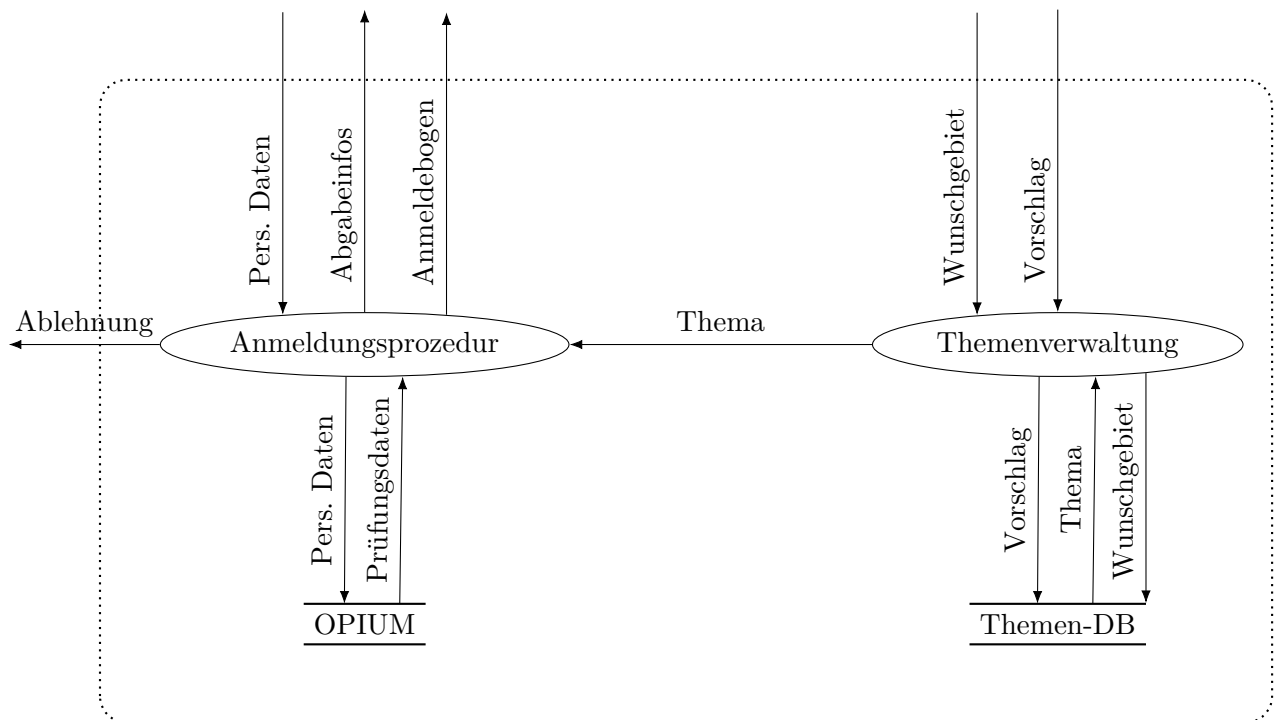 Pers. Daten
Abgabeinfos
Anmeldebogen
Wunschgebiet
Vorschlag
Ablehnung
Anmeldungsprozedur
Thema
Themenverwaltung
Pers. Daten
Prüfungsdaten
Vorschlag
Thema
Wunschgebiet
OPIUM
Themen-DB